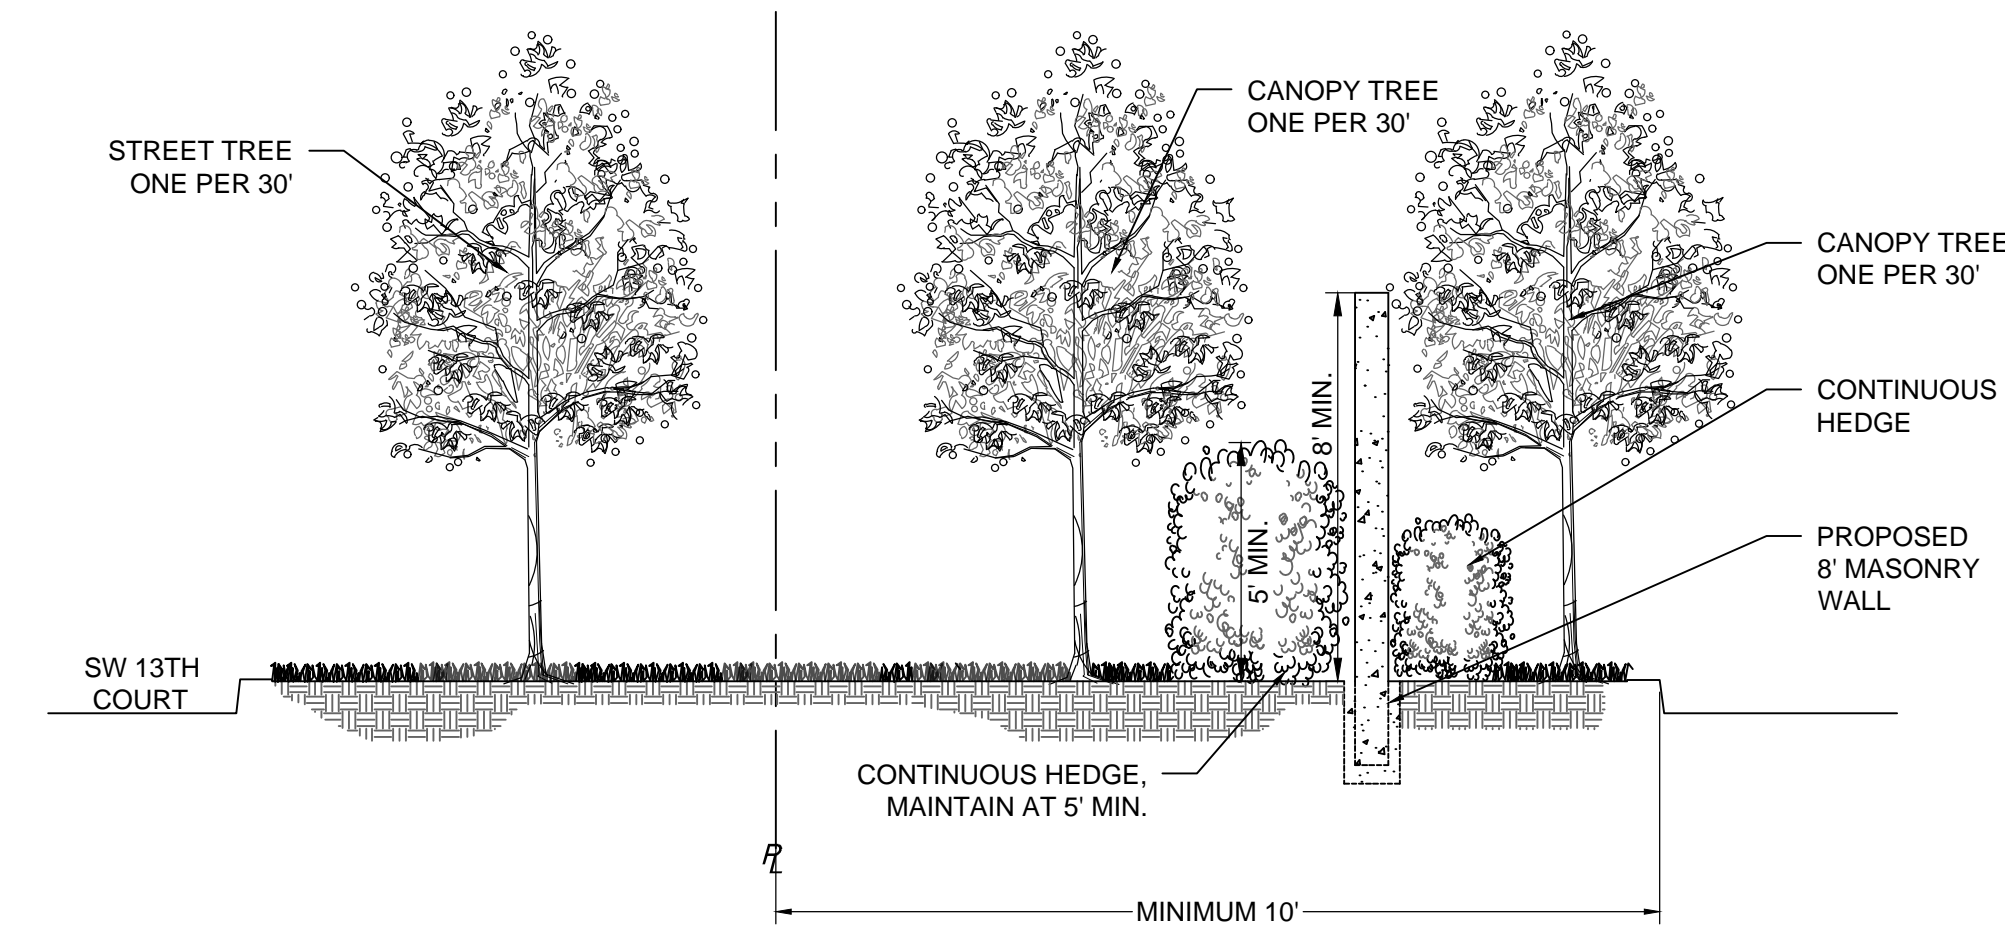 CANOPY TREE
ONE PER 30'
STREET TREE
ONE PER 30'
CANOPY TREE
ONE PER 30'
CONTINUOUS
HEDGE
8' MIN.
5' MIN.
PROPOSED
8' MASONRY
WALL
SW 13TH
COURT
CONTINUOUS HEDGE,
MAINTAIN AT 5' MIN.
PL
MINIMUM 10'